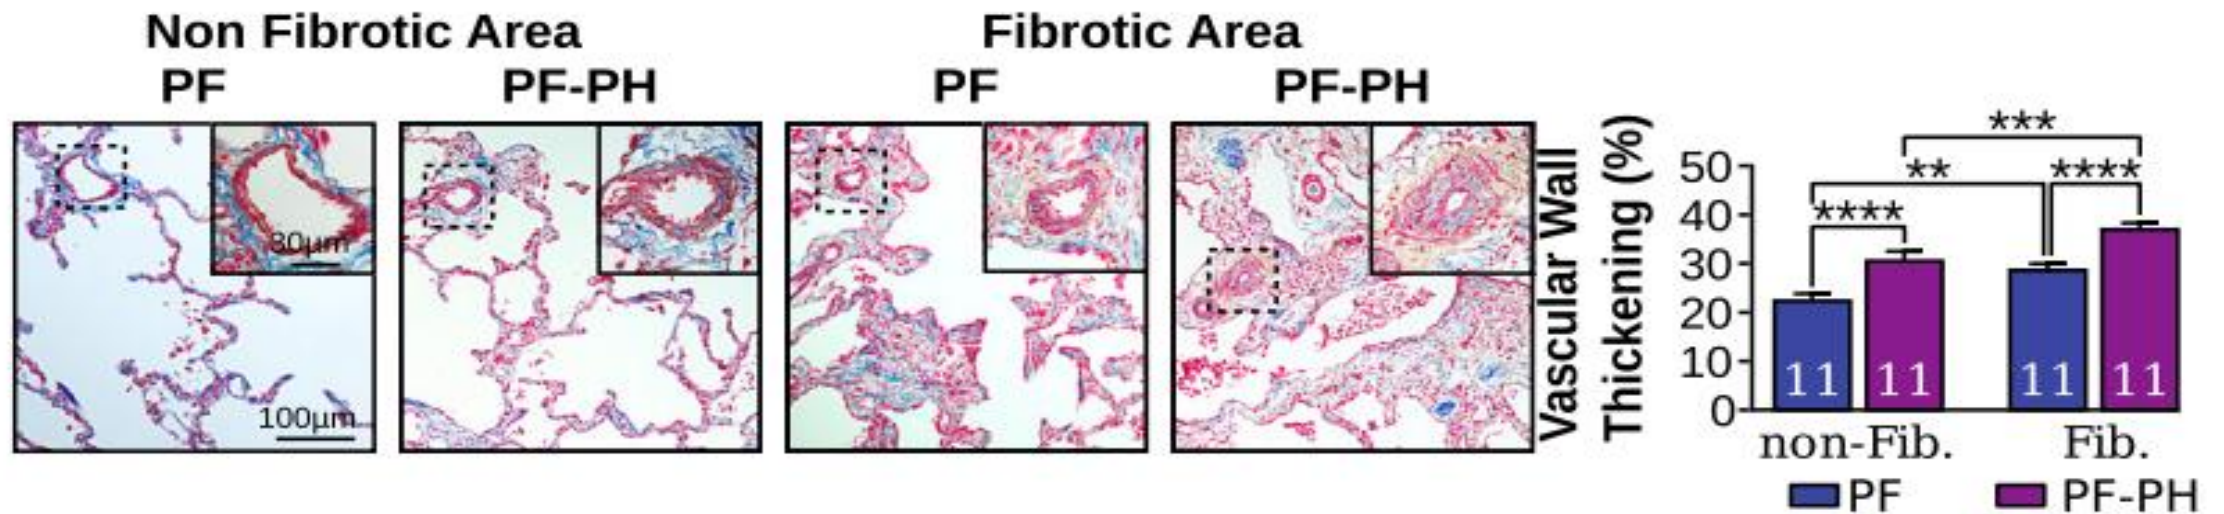 Non Fibrotic Area
Fibrotic Area
PF
PF-PH
PF
PF-PH
30µm
100µm
Vascular Wall
Thickening (%)
50
40
30
20
10
0
***
**
****
****
11
11
11
11
non-Fib.
Fib.
PF
PF-PH